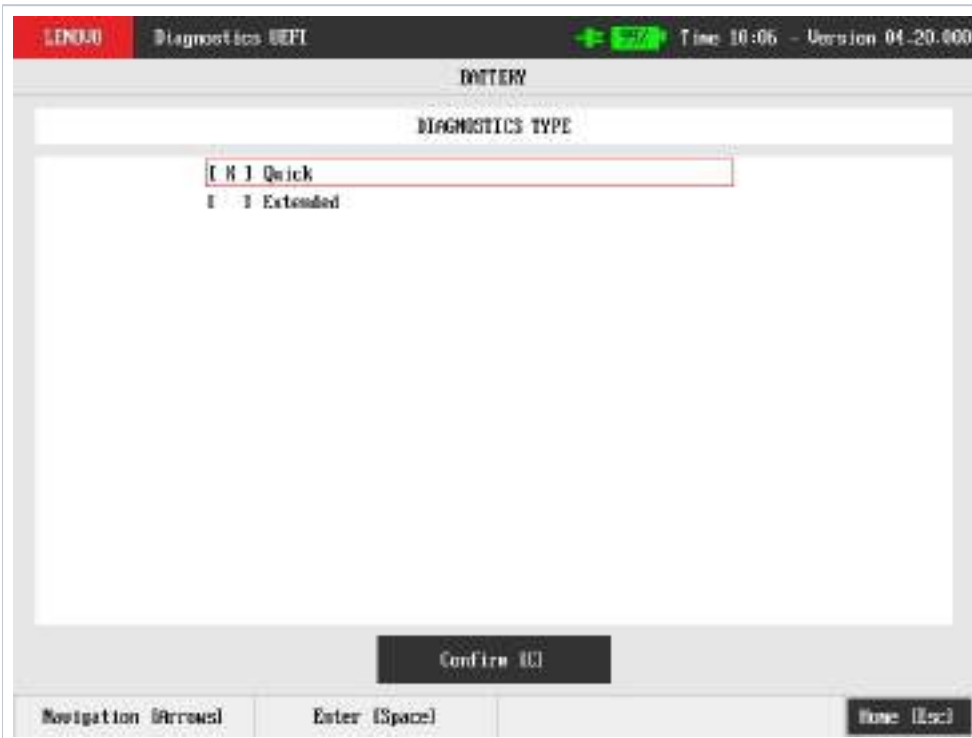 LENOVO Diagnostics UEFI 99% Time 10:06 - Version 04.20.000
BATTERY
DIAGNOSTICS TYPE
[ X ] Quick
[   ] Extended
Confirm [C]
Navigation [Arrows] Enter [Space] Home [Esc]